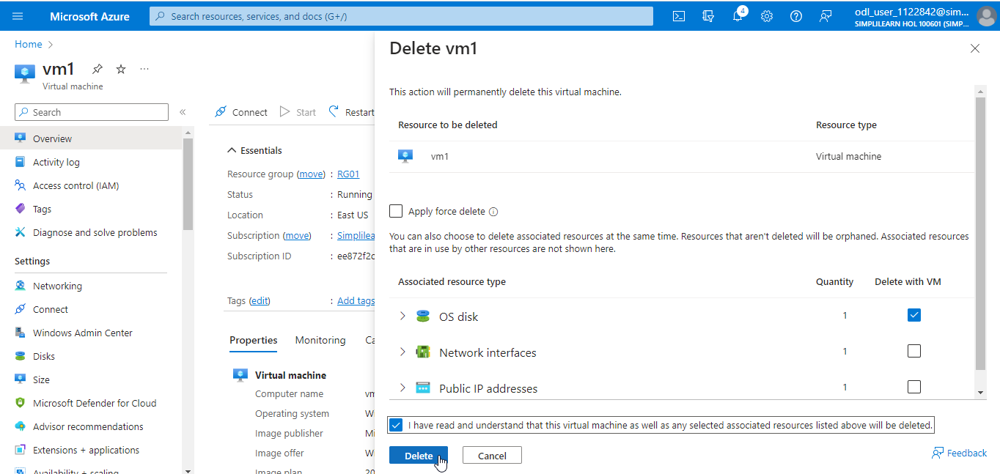 Microsoft Azure
Search resources, services, and docs (G+/)
4
odl_user_1122842@sim...
SIMPLILEARN HOL 100601 (SIMP...
Home
vm1
Virtual machine
Search
Overview
Activity log
Access control (IAM)
Tags
Diagnose and solve problems
Settings
Networking
Connect
Windows Admin Center
Disks
Size
Microsoft Defender for Cloud
Advisor recommendations
Extensions + applications
Availability + scaling
Connect
Start
Restart
Essentials
Resource group (move) : RG01
Status : Running
Location : East US
Subscription (move) : Simplilea
Subscription ID : ee872f2c
Tags (edit) : Add tags
Properties
Monitoring
Ca
Virtual machine
Computer name vm
Operating system W
Image publisher Mi
Image offer W
Image plan 20
Delete vm1
This action will permanently delete this virtual machine.
Resource to be deleted Resource type
vm1 Virtual machine
Apply force delete
You can also choose to delete associated resources at the same time. Resources that aren't deleted will be orphaned. Associated resources
that are in use by other resources are not shown here.
Associated resource type Quantity Delete with VM
OS disk 1
Network interfaces 1
Public IP addresses 1
I have read and understand that this virtual machine as well as any selected associated resources listed above will be deleted.
Delete
Cancel
Feedback